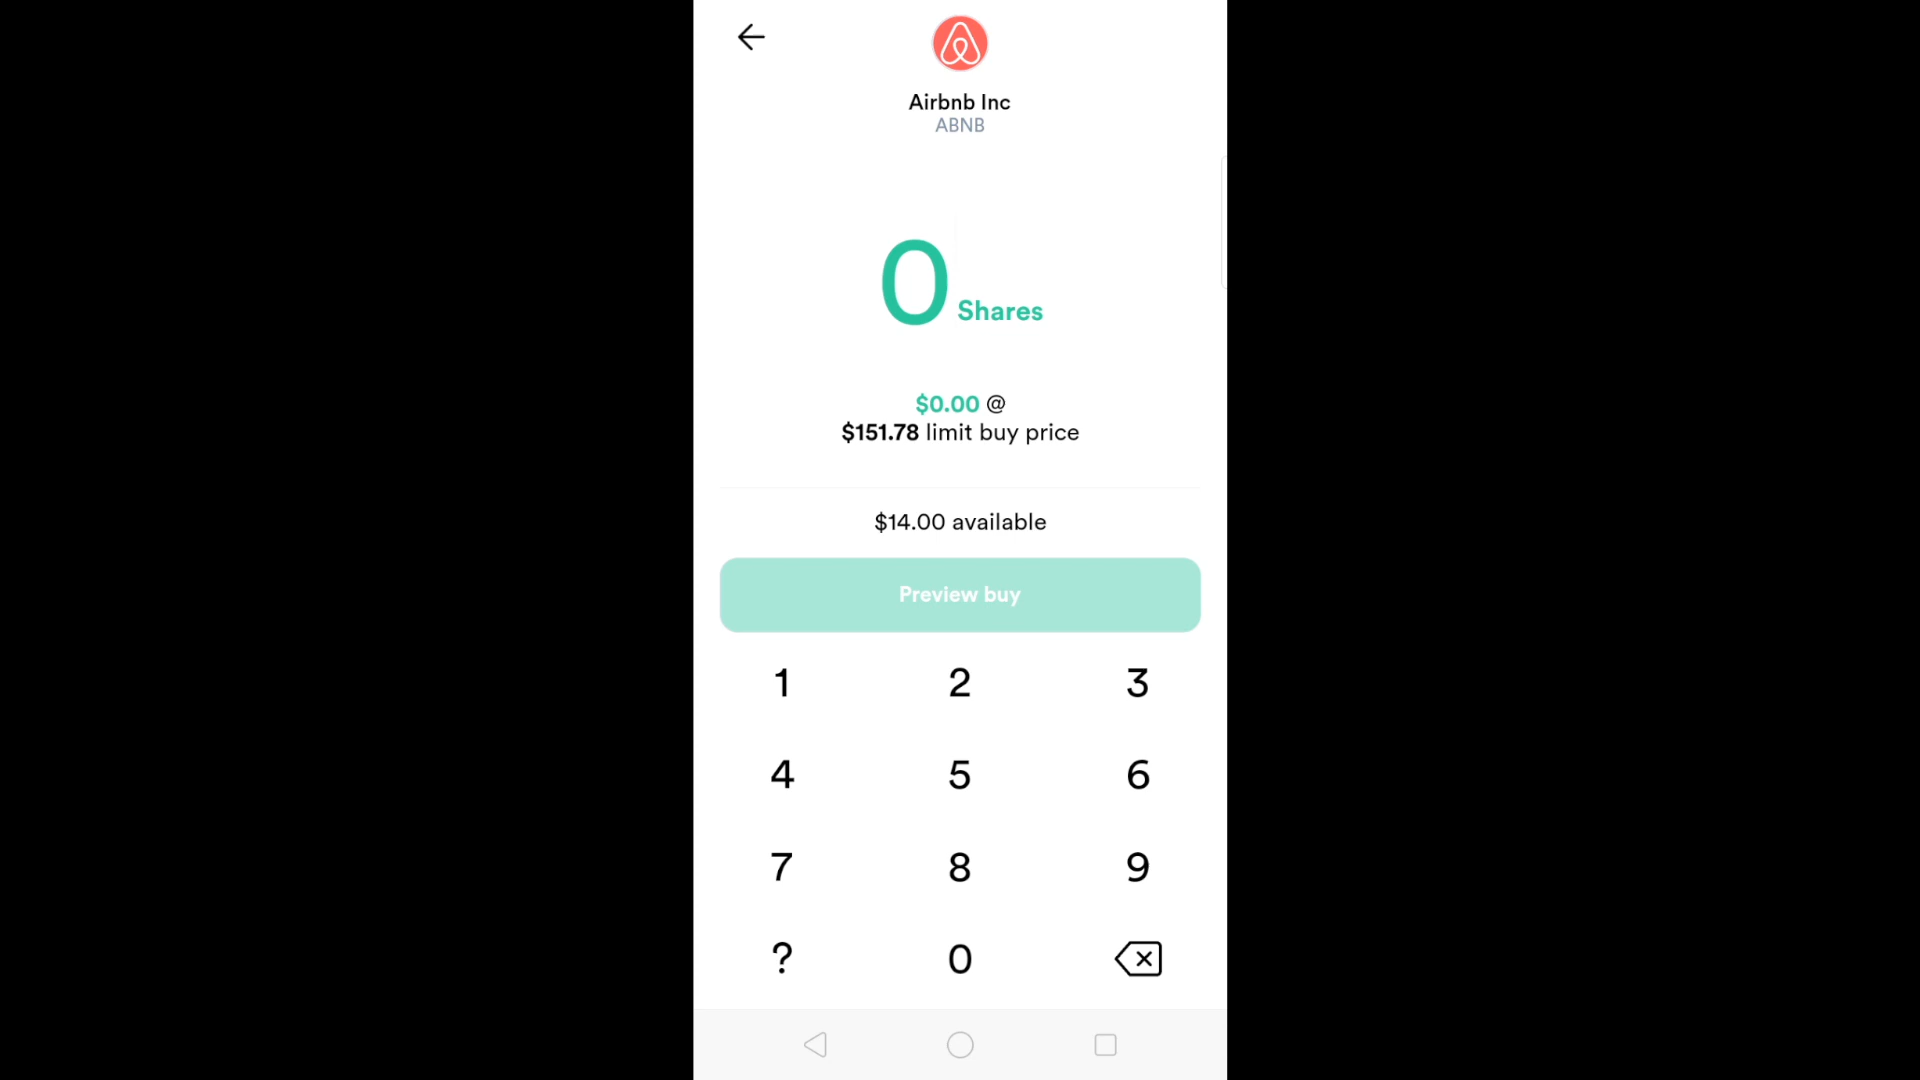 Airbnb Inc
ABNB
0 Shares
$0.00 @
$151.78 limit buy price
$14.00 available
Preview buy
1 2 3
4 5 6
7 8 9
? 0